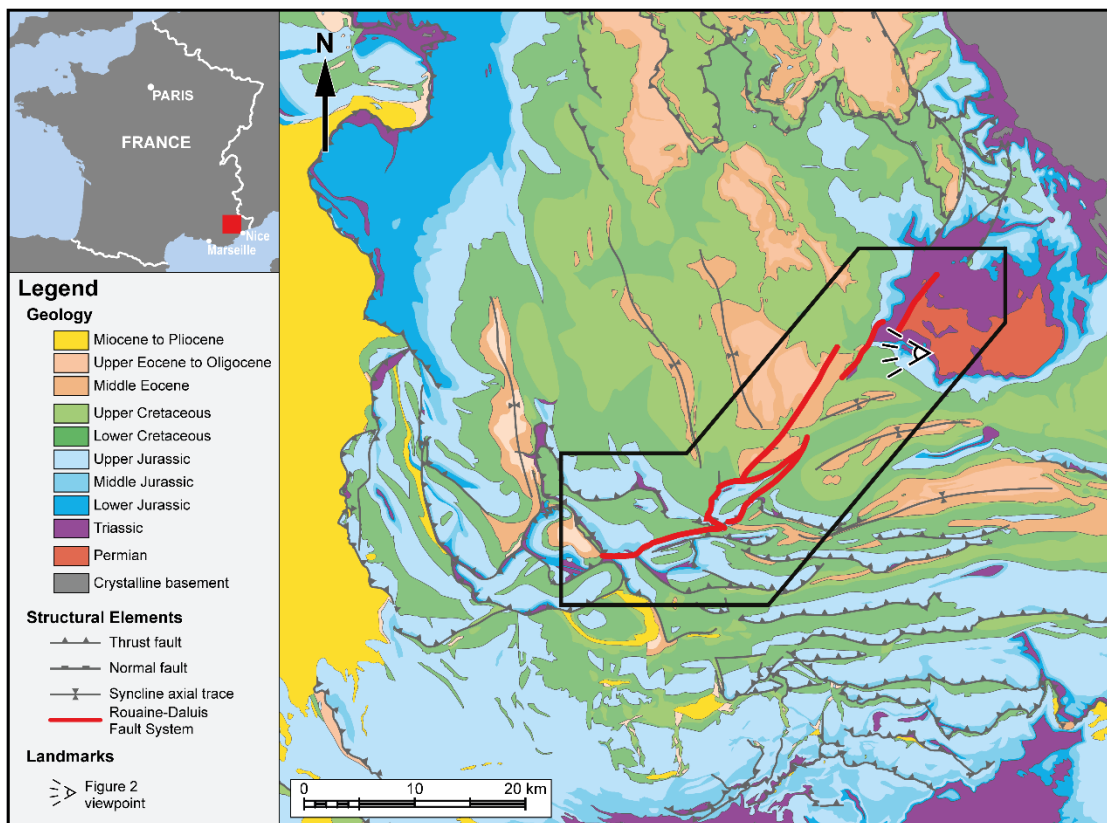 PARIS
FRANCE
Nice
Marseille
N
Legend
Geology
Miocene to Pliocene
Upper Eocene to Oligocene
Middle Eocene
Upper Cretaceous
Lower Cretaceous
Upper Jurassic
Middle Jurassic
Lower Jurassic
Triassic
Permian
Crystalline basement
Structural Elements
Thrust fault
Normal fault
Syncline axial trace
Rouaine-Daluis
Fault System
Landmarks
Figure 2
viewpoint
0 10 20 km